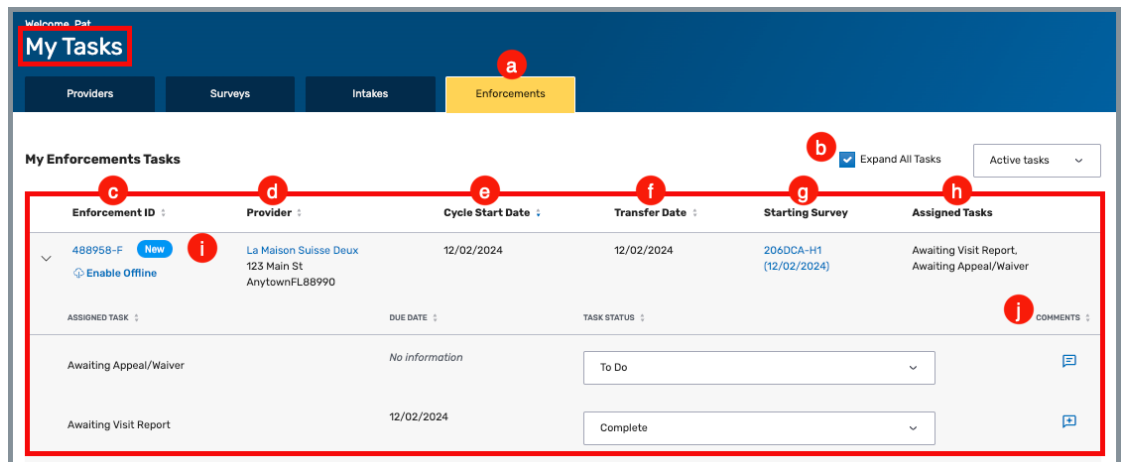 Welcome, Pat
My Tasks
a
Providers Surveys Intakes Enforcements
My Enforcements Tasks
b Expand All Tasks Active tasks
c d e f g h
Enforcement ID Provider Cycle Start Date Transfer Date Starting Survey Assigned Tasks
488958-F New i La Maison Suisse Deux 12/02/2024 12/02/2024 206DCA-H1 Awaiting Visit Report,
Enable Offline 123 Main St (12/02/2024) Awaiting Appeal/Waiver
AnytownFL88990
j
ASSIGNED TASK DUE DATE TASK STATUS COMMENTS
Awaiting Appeal/Waiver No information To Do
Awaiting Visit Report 12/02/2024 Complete